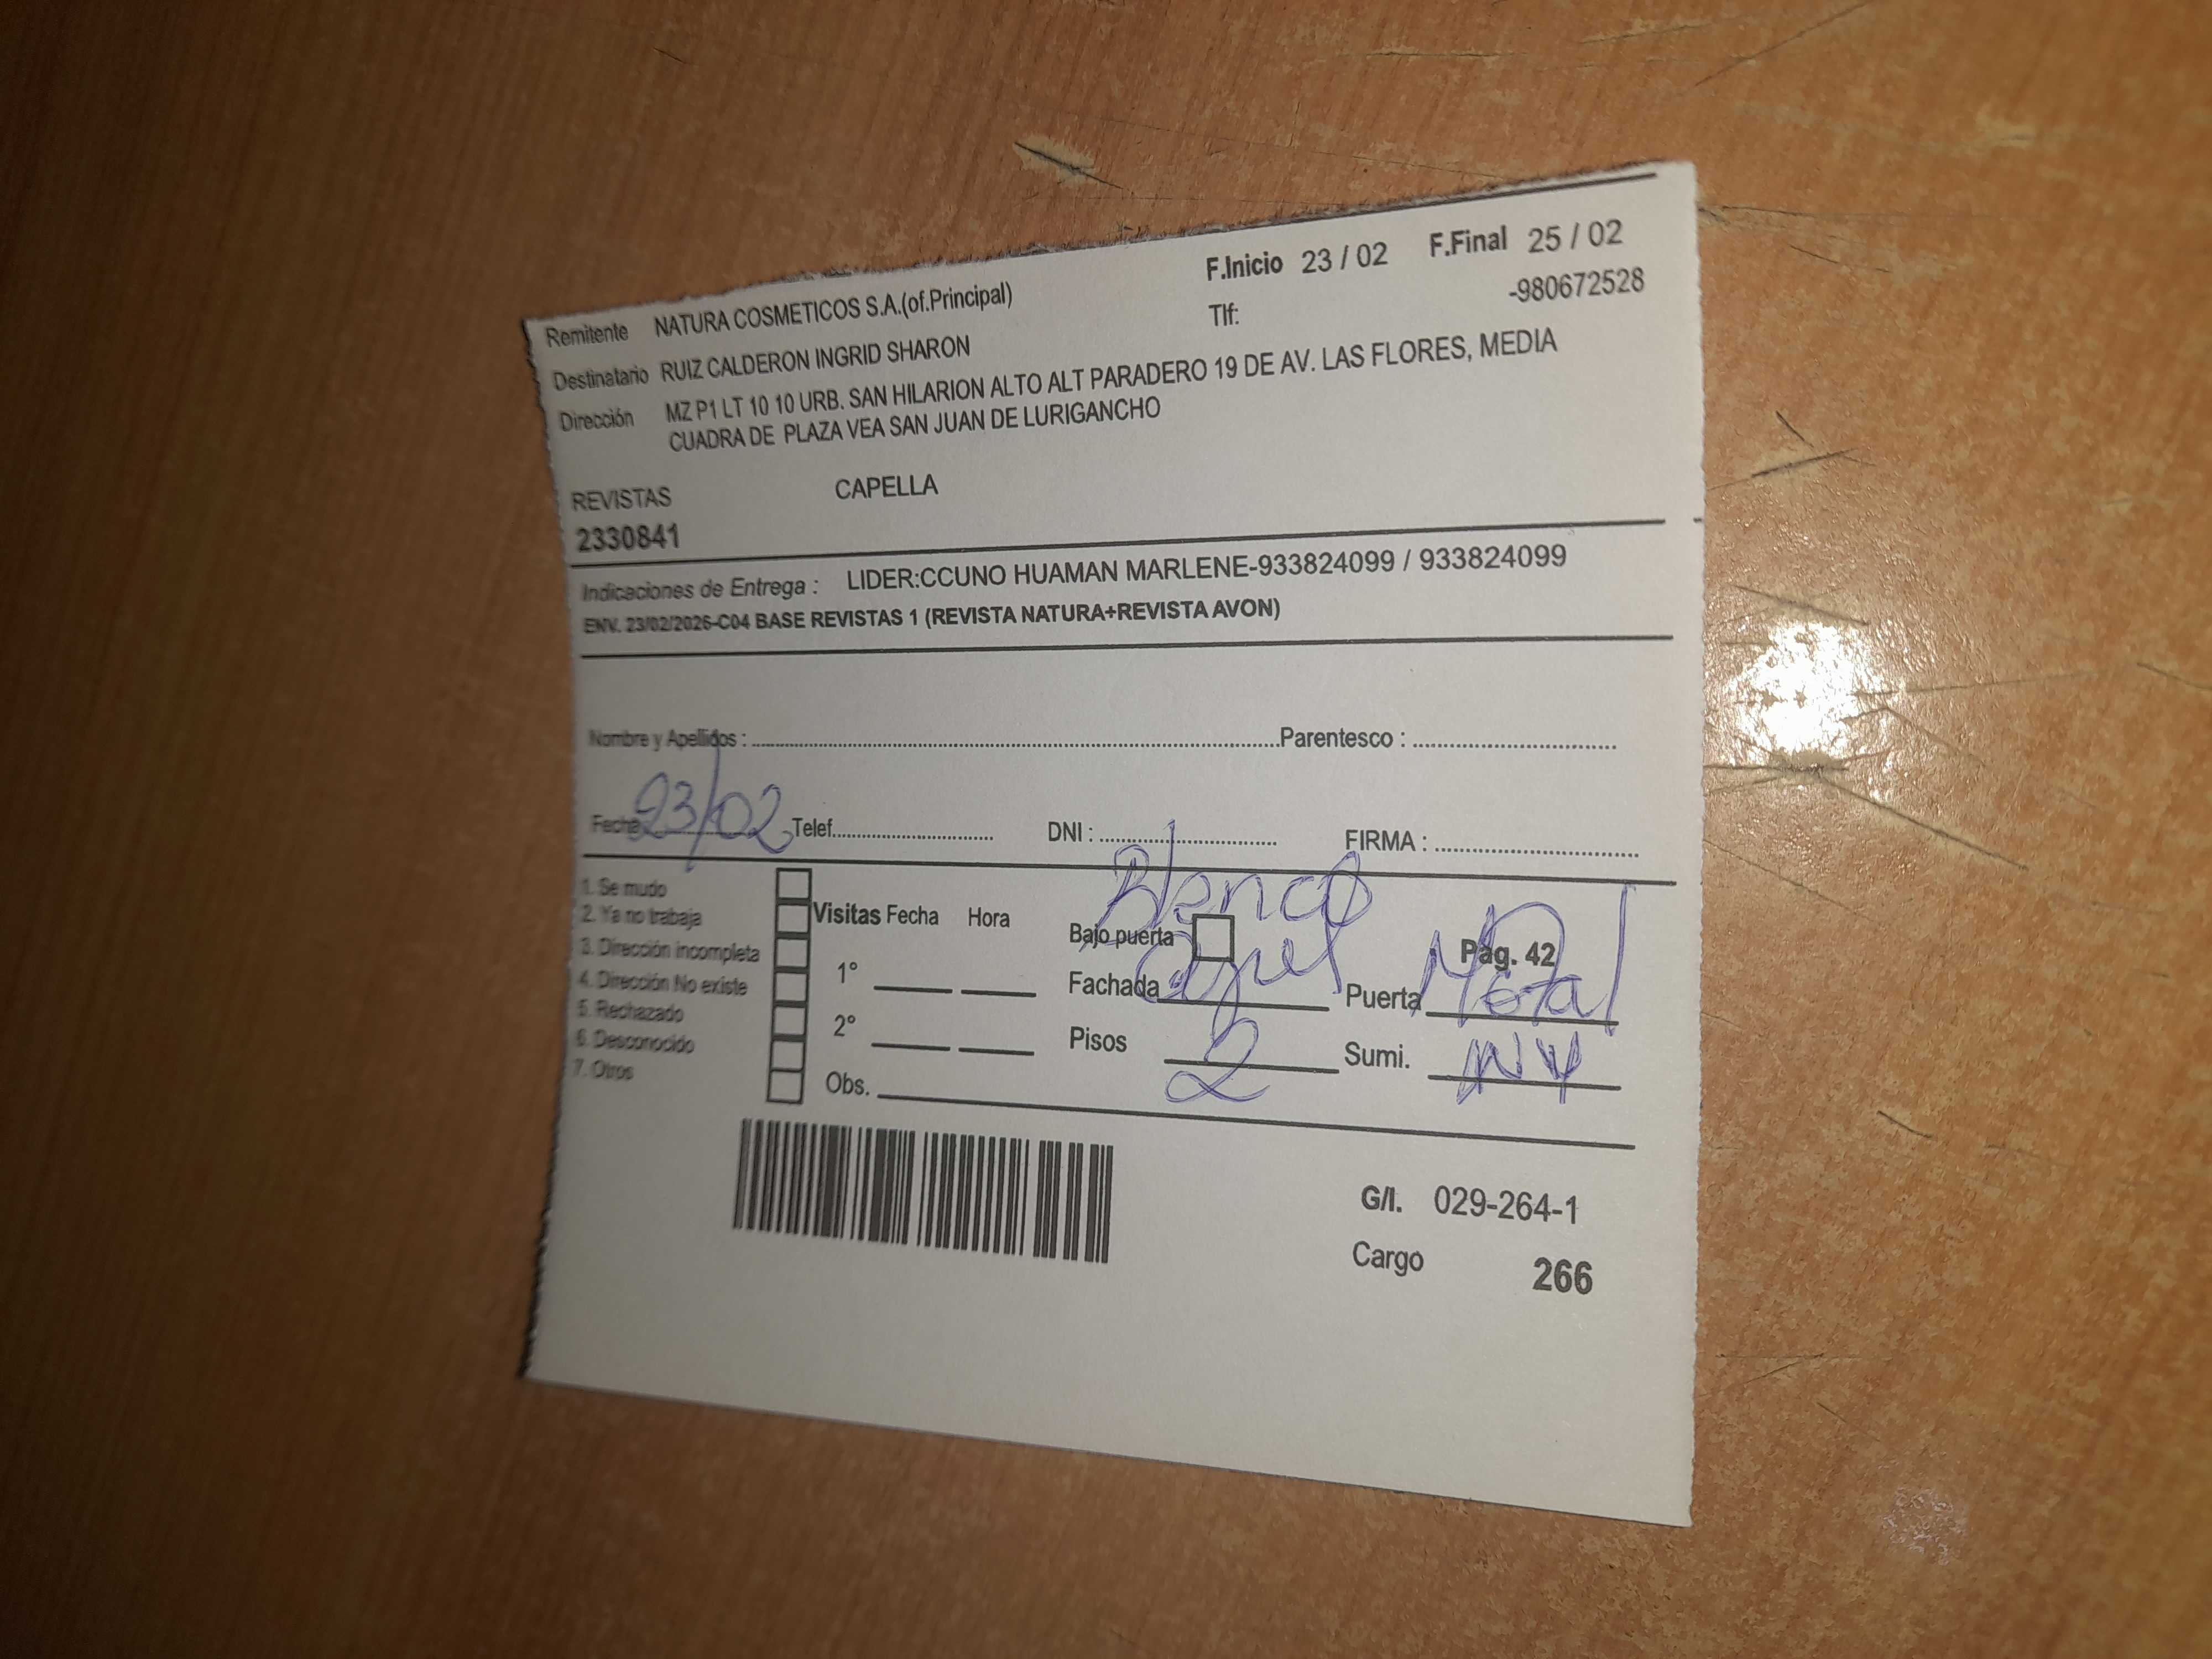 F.Inicio 23 / 02 F.Final 25 / 02
Remitente NATURA COSMETICOS S.A.(of.Principal) Tlf: -980672528
Destinatario RUIZ CALDERON INGRID SHARON
Dirección MZ P1 LT 10 10 URB. SAN HILARION ALTO ALT PARADERO 19 DE AV. LAS FLORES, MEDIA
CUADRA DE PLAZA VEA SAN JUAN DE LURIGANCHO
REVISTAS CAPELLA
2330841
Indicaciones de Entrega : LIDER:CCUNO HUAMAN MARLENE-933824099 / 933824099
ENV. 23/02/2026-C04 BASE REVISTAS 1 (REVISTA NATURA+REVISTA AVON)
Nombre y Apellidos : Parentesco :
Fecha 23/02 Telef. DNI : FIRMA :
1. Se mudo
2. Ya no trabaja
3. Dirección incompleta
4. Dirección No existe
5. Rechazado
6. Desconocido
7. Otros
Visitas Fecha Hora
1°
2°
Obs.
Blanco
Bajo puerta Pag. 42
Fachada azul Puerta
Pisos 2 Sumi.
G/I. 029-264-1
Cargo 266